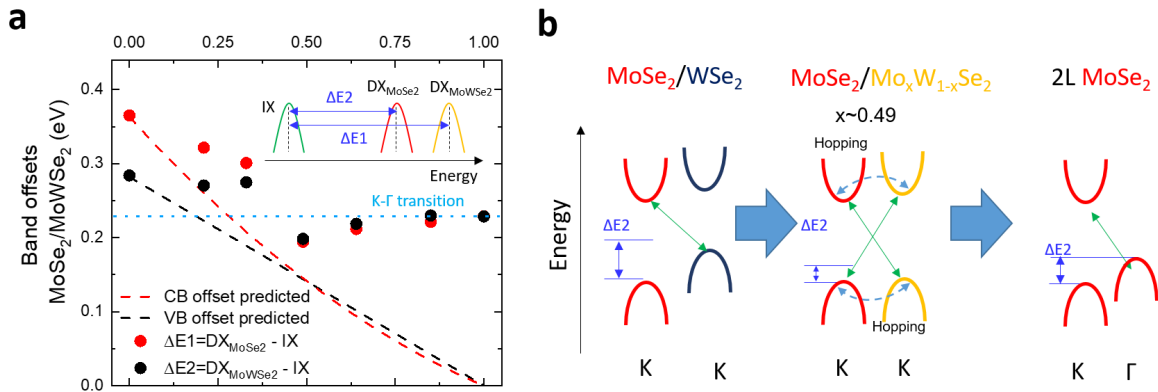 a
0.00 0.25 0.50 0.75 1.00
Band offsets
MoSe2/MoWSe2 (eV)
0.4
0.3
0.2
0.1
0.0
IX
DXMoSe2
DXMoWSe2
ΔE2
ΔE1
Energy
K-Γ transition
CB offset predicted
VB offset predicted
ΔE1=DXMoSe2 - IX
ΔE2=DXMoWSe2 - IX
b
Energy
MoSe2/WSe2
ΔE2
K K
MoSe2/MoxW1-xSe2
x~0.49
Hopping
ΔE2
Hopping
K K
2L MoSe2
ΔE2
K Γ